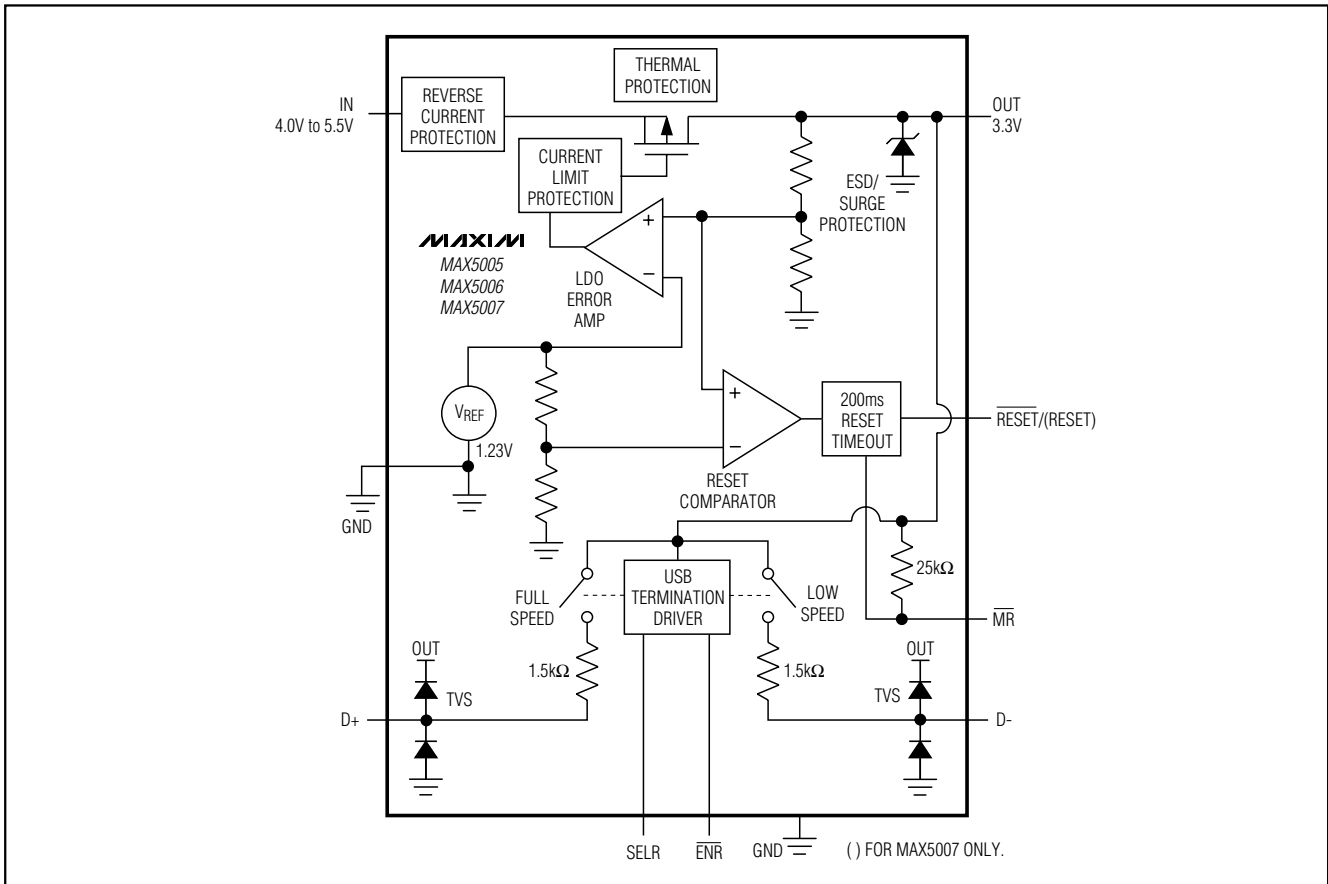 THERMAL
PROTECTION
IN
4.0V to 5.5V
REVERSE
CURRENT
PROTECTION
OUT
3.3V
CURRENT
LIMIT
PROTECTION
ESD/
SURGE
PROTECTION
MAXIM
MAX5005
MAX5006
MAX5007
+
−
LDO
ERROR
AMP
VREF
1.23V
+
−
200ms
RESET
TIMEOUT
RESET/(RESET)
RESET
COMPARATOR
GND
25kΩ
FULL
SPEED
USB
TERMINATION
DRIVER
LOW
SPEED
MR
OUT
1.5kΩ
1.5kΩ
OUT
TVS
TVS
D+
D-
SELR
ENR
GND
( ) FOR MAX5007 ONLY.